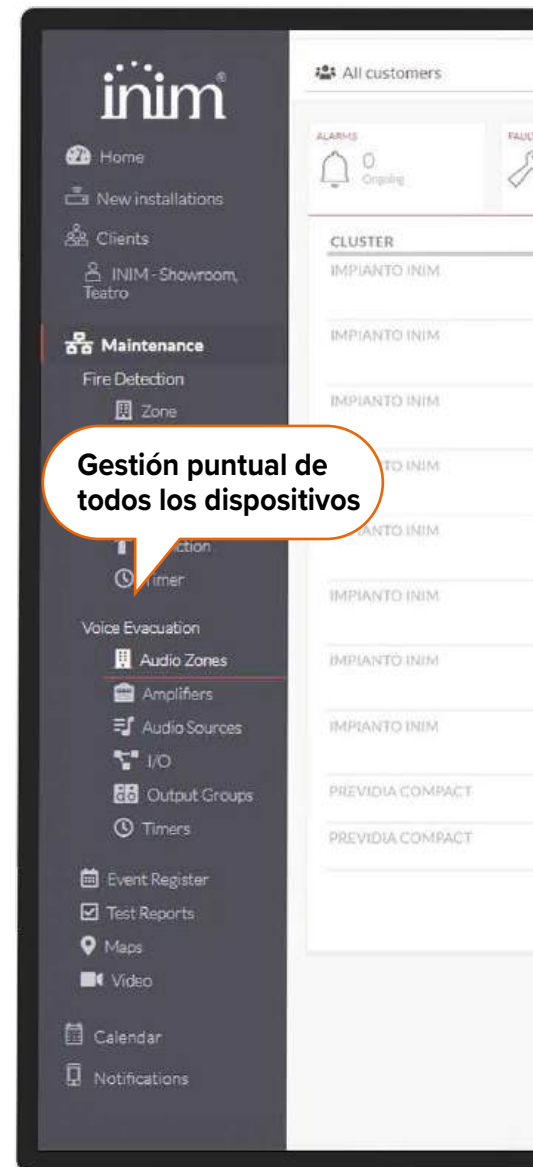 inim®
Home
New installations
Clients
INIM - Showroom,
Teatro
Maintenance
Fire Detection
Zone
Gestión puntual de
todos los dispositivos
Timer
Voice Evacuation
Audio Zones
Amplifiers
Audio Sources
I/O
Output Groups
Timers
Event Register
Test Reports
Maps
Video
Calendar
Notifications
All customers
ALARMS
0
Ongoing
CLUSTER
IMPIANTO INIM
IMPIANTO INIM
IMPIANTO INIM
INIM
IMPIANTO INIM
IMPIANTO INIM
IMPIANTO INIM
IMPIANTO INIM
PREVIDIA COMPACT
PREVIDIA COMPACT